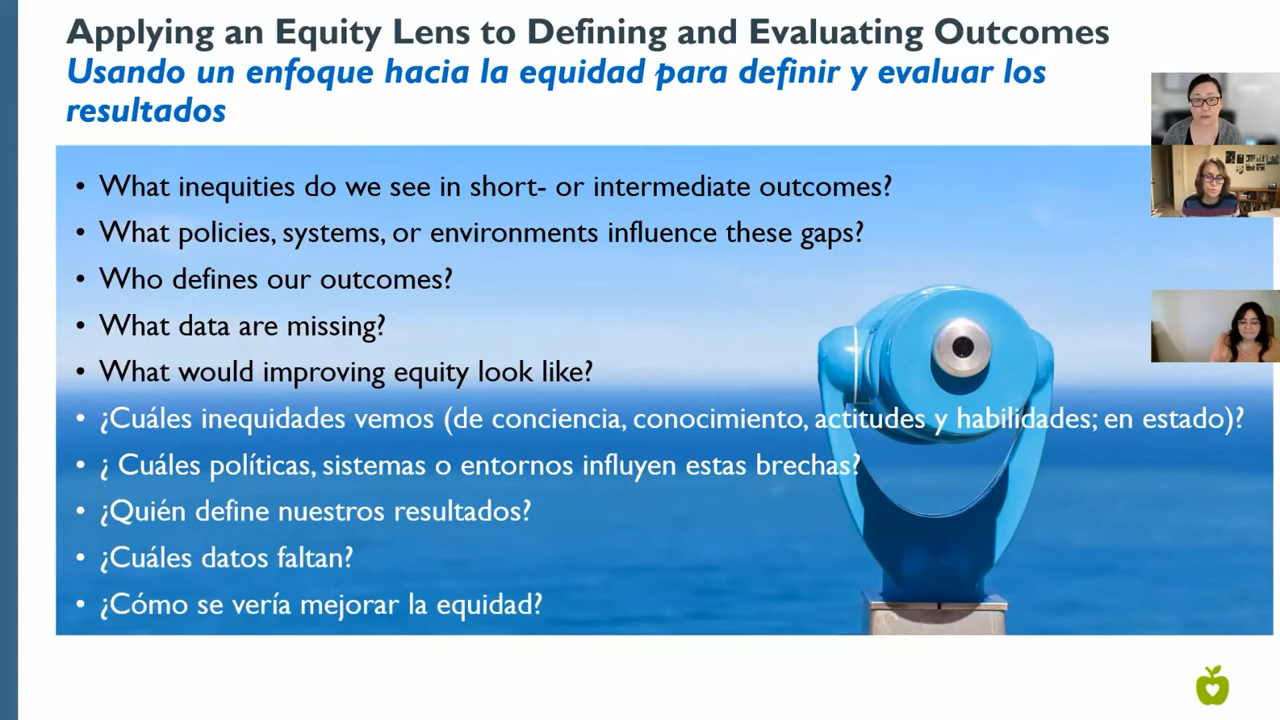 Applying an Equity Lens to Defining and Evaluating Outcomes
Usando un enfoque hacia la equidad para definir y evaluar los
resultados
• What inequities do we see in short- or intermediate outcomes?
• What policies, systems, or environments influence these gaps?
• Who defines our outcomes?
• What data are missing?
• What would improving equity look like?
• ¿Cuáles inequidades vemos (de conciencia, conocimiento, actitudes y habilidades; en estado)?
• ¿ Cuáles políticas, sistemas o entornos influyen estas brechas?
• ¿Quién define nuestros resultados?
• ¿Cuáles datos faltan?
• ¿Cómo se vería mejorar la equidad?